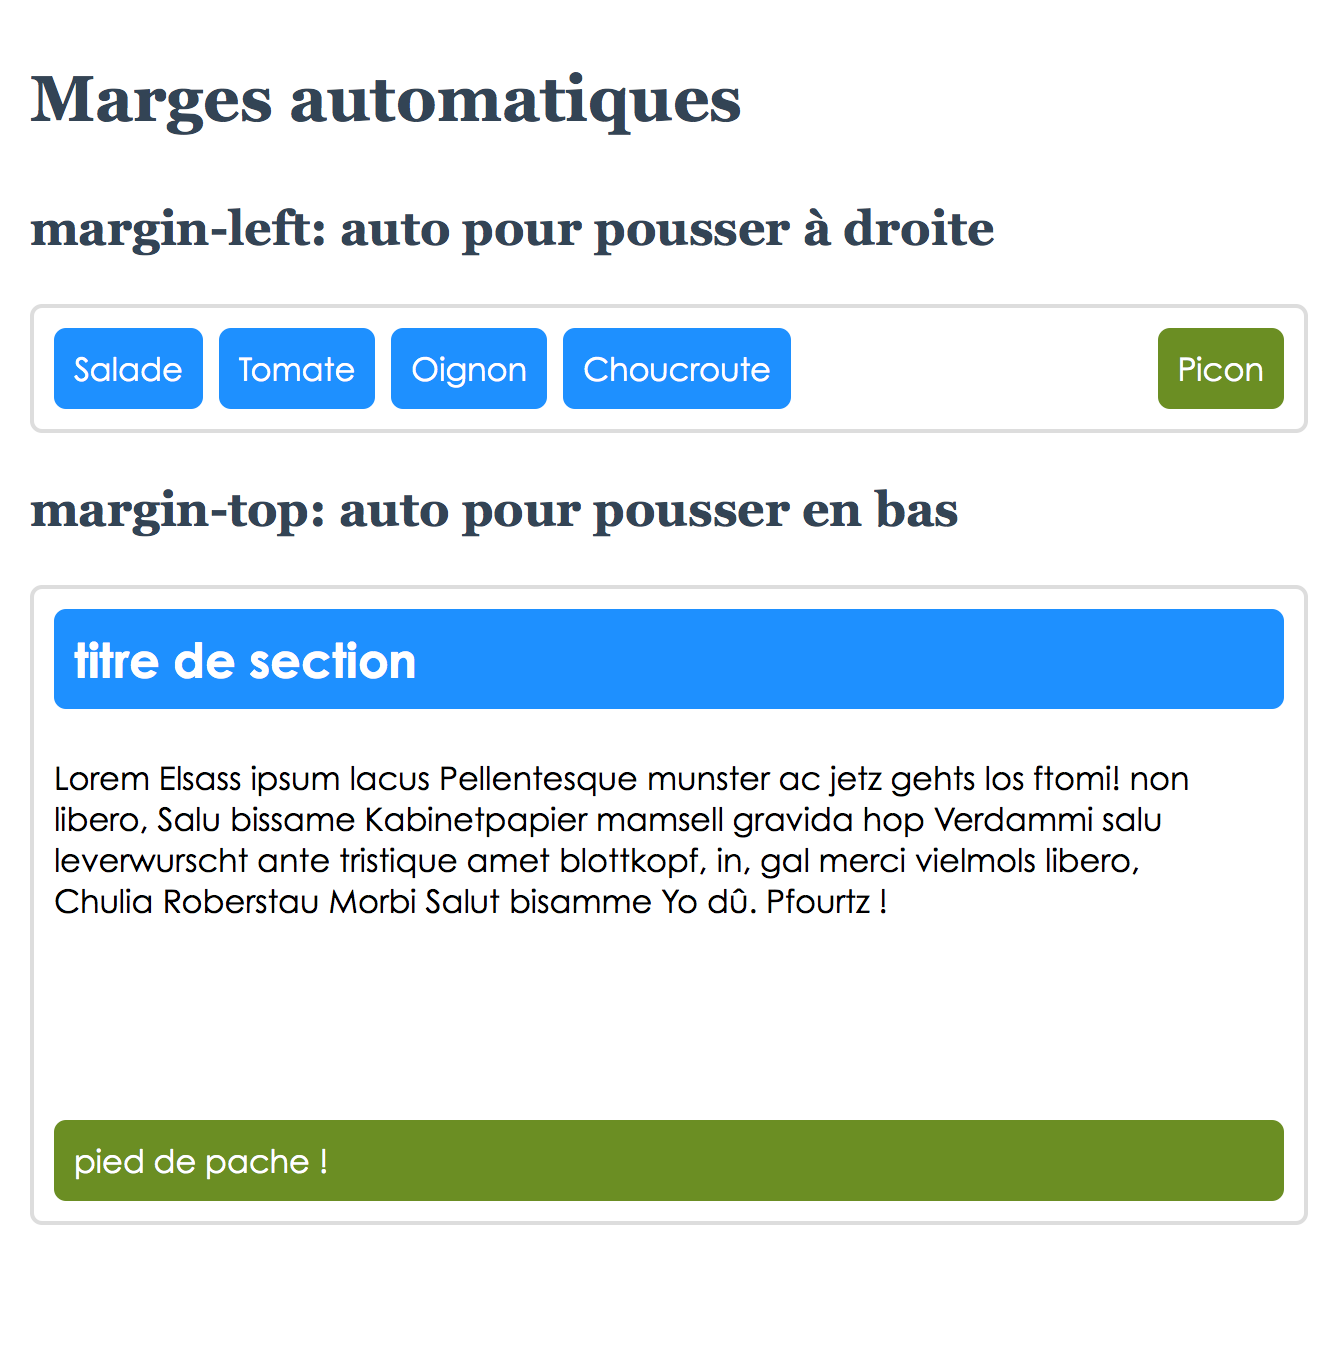 Marges automatiques
margin-left: auto pour pousser à droite
Salade Tomate Oignon Choucroute Picon
margin-top: auto pour pousser en bas
titre de section
Lorem Elsass ipsum lacus Pellentesque munster ac jetz gehts los ftomi! non
libero, Salu bissame Kabinetpapier mamsell gravida hop Verdammi salu
leverwurscht ante tristique amet blottkopf, in, gal merci vielmols libero,
Chulia Roberstau Morbi Salut bisamme Yo dû. Pfourtz !
pied de pache !